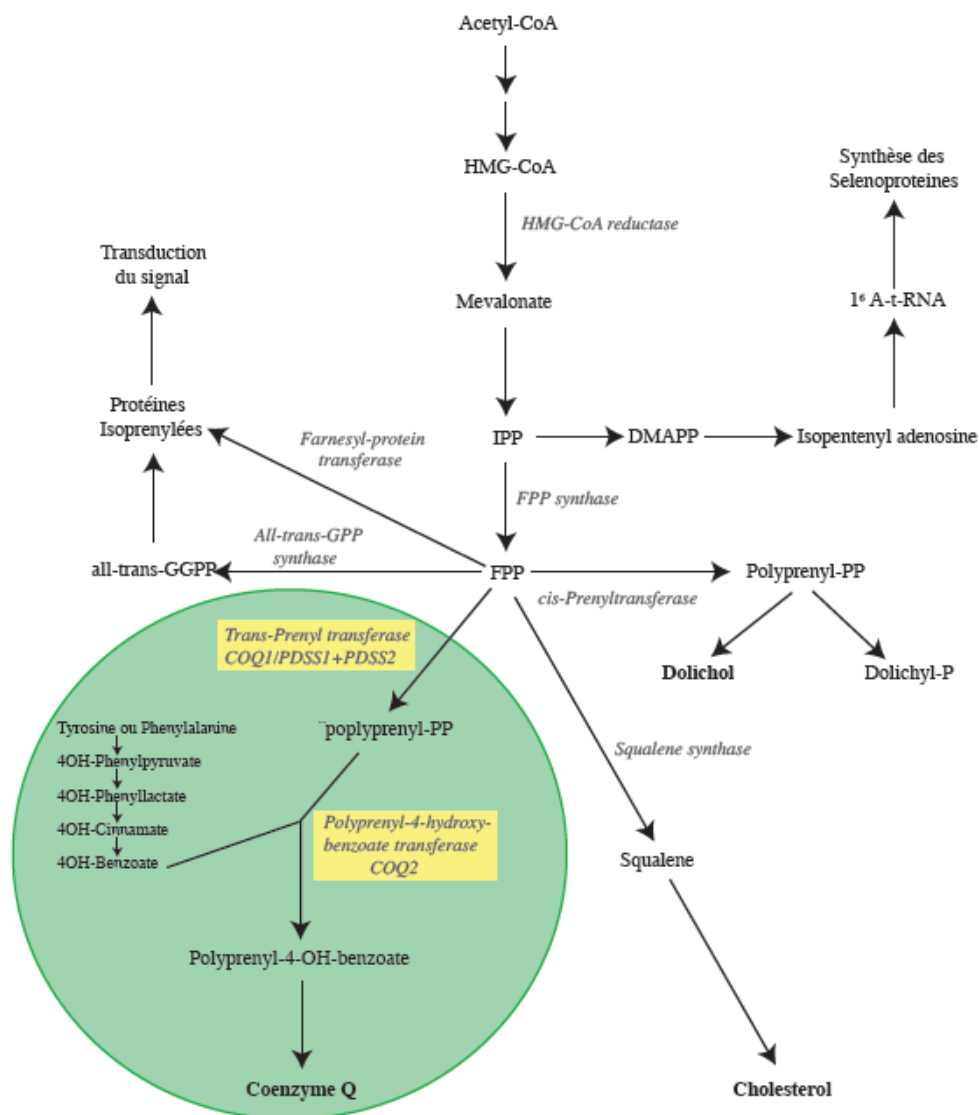 Acetyl-CoA
HMG-CoA
Synthèse des
Selenoproteines
HMG-CoA reductase
Transduction
du signal
Mevalonate
1⁶ A-t-RNA
Protéines
Isoprenylées
Farnesyl-protein
transferase
IPP
DMAPP
Isopentenyl adenosine
FPP synthase
All-trans-GPP
synthase
all-trans-GGPP
FPP
Polyprenyl-PP
cis-Prenyltransferase
Trans-Prenyl transferase
COQ1/PDSS1+PDSS2
Dolichol
Dolichyl-P
Tyrosine ou Phenylalanine
¨poplyprenyl-PP
4OH-Phenylpyruvate
Squalene synthase
4OH-Phenyllactate
4OH-Cinnamate
4OH-Benzoate
Polyprenyl-4-hydroxy-
benzoate transferase
COQ2
Squalene
Polyprenyl-4-OH-benzoate
Coenzyme Q
Cholesterol